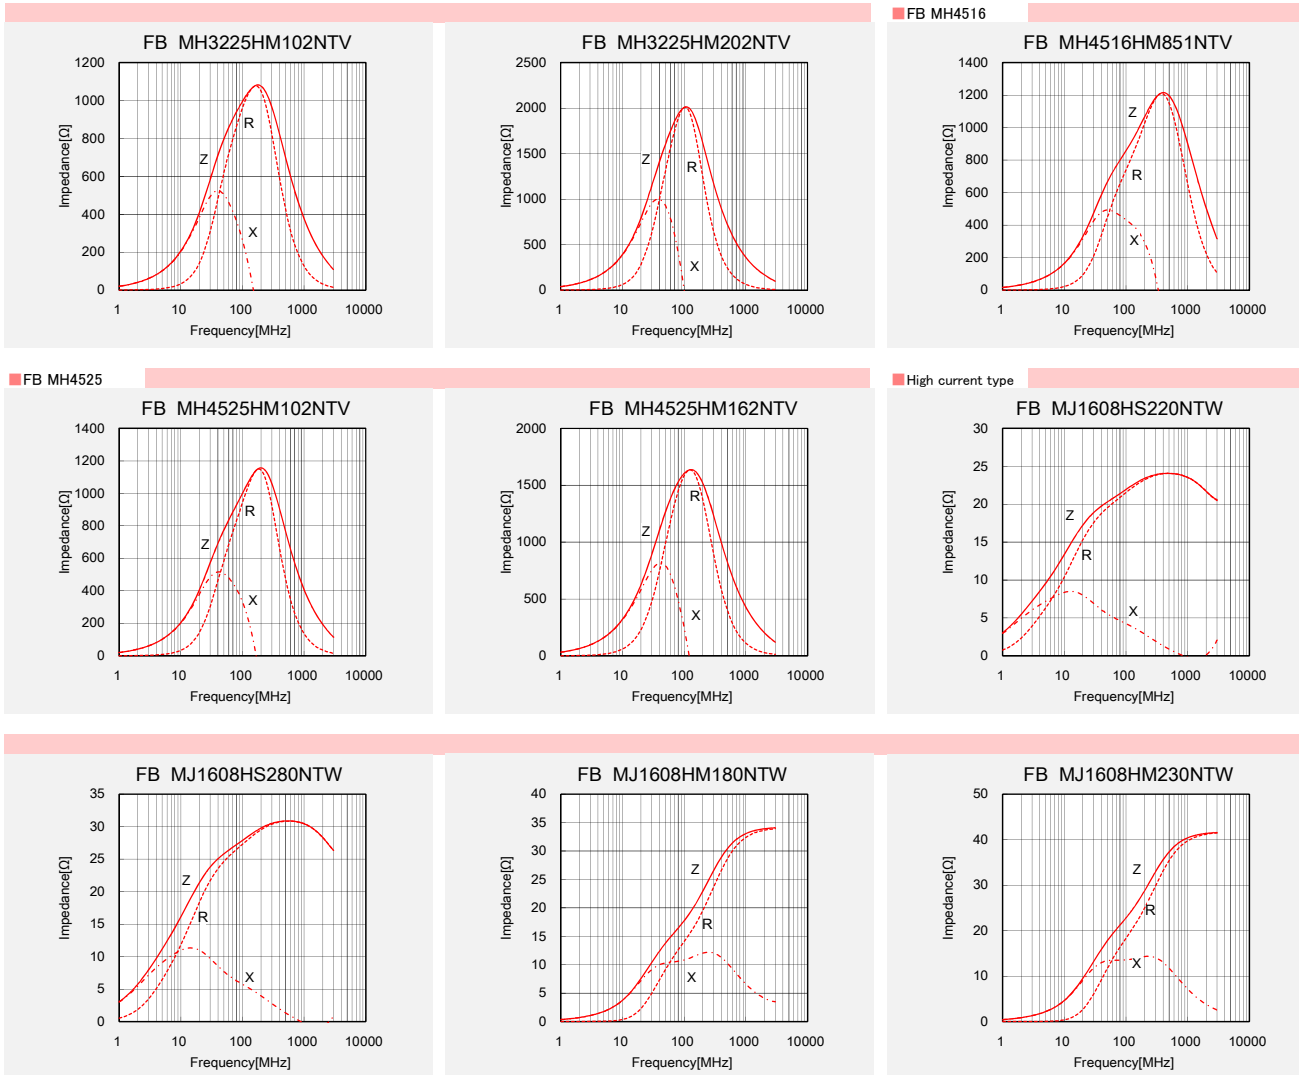 FB MH4516
FB MH3225HM102NTV
1200
1000
800
600
400
200
0
Impedance[Ω]
Z
R
X
1 10 100 1000 10000
Frequency[MHz]
FB MH3225HM202NTV
2500
2000
1500
1000
500
0
Impedance[Ω]
Z
R
X
1 10 100 1000 10000
Frequency[MHz]
FB MH4516HM851NTV
1400
1200
1000
800
600
400
200
0
Impedance[Ω]
Z
R
X
1 10 100 1000 10000
Frequency[MHz]
FB MH4525
High current type
FB MH4525HM102NTV
1400
1200
1000
800
600
400
200
0
Impedance[Ω]
Z
R
X
1 10 100 1000 10000
Frequency[MHz]
FB MH4525HM162NTV
2000
1500
1000
500
0
Impedance[Ω]
Z
R
X
1 10 100 1000 10000
Frequency[MHz]
FB MJ1608HS220NTW
30
25
20
15
10
5
0
Impedance[Ω]
Z
R
X
1 10 100 1000 10000
Frequency[MHz]
FB MJ1608HS280NTW
35
30
25
20
15
10
5
0
Impedance[Ω]
Z
R
X
1 10 100 1000 10000
Frequency[MHz]
FB MJ1608HM180NTW
40
35
30
25
20
15
10
5
0
Impedance[Ω]
Z
R
X
1 10 100 1000 10000
Frequency[MHz]
FB MJ1608HM230NTW
50
40
30
20
10
0
Impedance[Ω]
Z
R
X
1 10 100 1000 10000
Frequency[MHz]